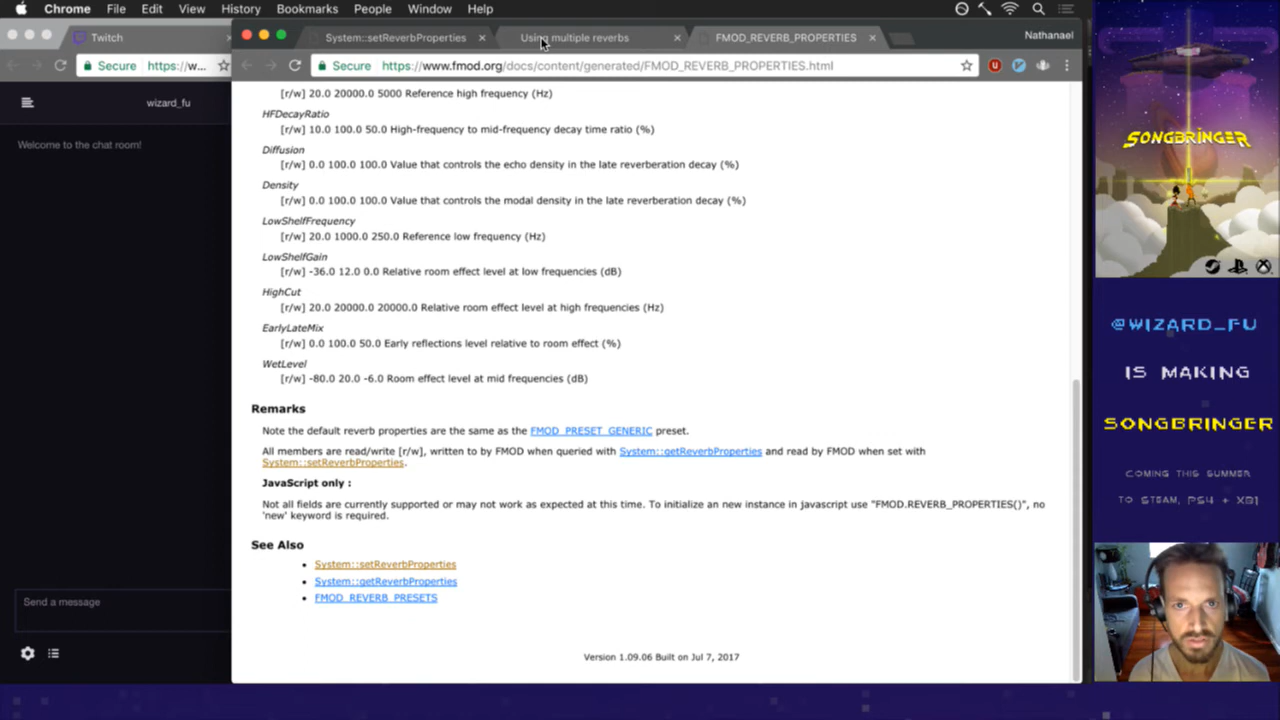 Chrome File Edit View History Bookmarks People Window Help
Twitch
System::setReverbProperties
Using multiple reverbs
FMOD_REVERB_PROPERTIES
Nathanael
Secure https://w...
Secure https://www.fmod.org/docs/content/generated/FMOD_REVERB_PROPERTIES.html
wizard_fu
Welcome to the chat room!
[r/w] 20.0 20000.0 5000 Reference high frequency (Hz)
HFDecayRatio
[r/w] 10.0 100.0 50.0 High-frequency to mid-frequency decay time ratio (%)
Diffusion
[r/w] 0.0 100.0 100.0 Value that controls the echo density in the late reverberation decay (%)
Density
[r/w] 0.0 100.0 100.0 Value that controls the modal density in the late reverberation decay (%)
LowShelfFrequency
[r/w] 20.0 1000.0 250.0 Reference low frequency (Hz)
LowShelfGain
[r/w] -36.0 12.0 0.0 Relative room effect level at low frequencies (dB)
HighCut
[r/w] 20.0 20000.0 20000.0 Relative room effect level at high frequencies (Hz)
EarlyLateMix
[r/w] 0.0 100.0 50.0 Early reflections level relative to room effect (%)
WetLevel
[r/w] -80.0 20.0 -6.0 Room effect level at mid frequencies (dB)
Remarks
Note the default reverb properties are the same as the FMOD_PRESET_GENERIC preset.
All members are read/write [r/w], written to by FMOD when queried with System::getReverbProperties and read by FMOD when set with
System::setReverbProperties.
JavaScript only :
Not all fields are currently supported or may not work as expected at this time. To initialize an new instance in javascript use "FMOD.REVERB_PROPERTIES()", no
'new' keyword is required.
See Also
System::setReverbProperties
System::getReverbProperties
FMOD_REVERB_PRESETS
Version 1.09.06 Built on Jul 7, 2017
Send a message
SONGBRINGER
@WIZARD_FU
IS MAKING
SONGBRINGER
COMING THIS SUMMER
TO STEAM, PS4 + XB1